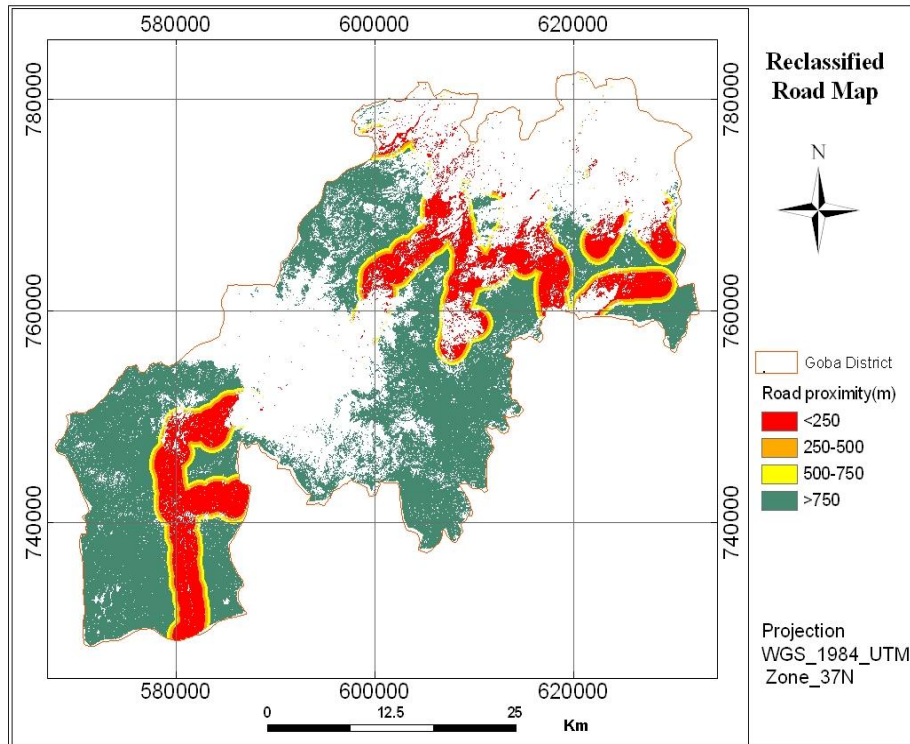 580000 600000 620000
Reclassified
Road Map
780000 780000
N
760000 760000
Goba District
Road proximity(m)
<250
250-500
500-750
>750
740000 740000
Projection
WGS_1984_UTM
Zone_37N
580000 600000 620000
0 12.5 25
Km